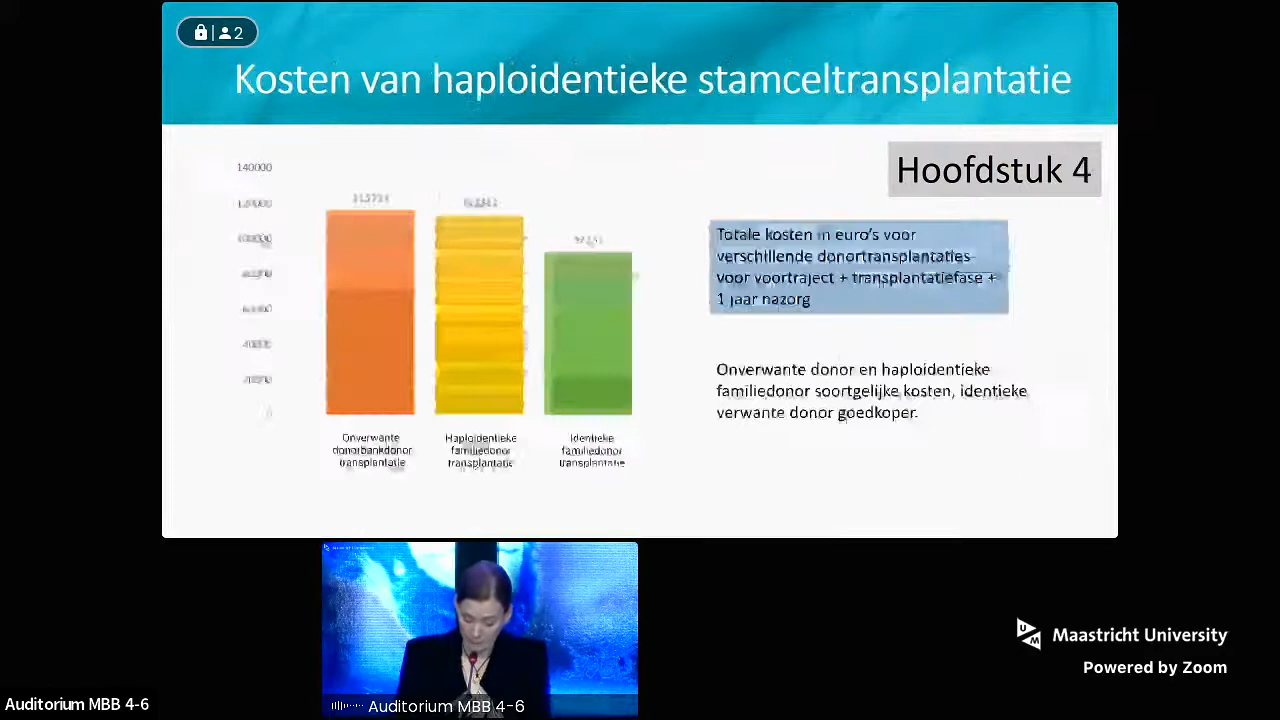 2
Kosten van haploidentieke stamceltransplantatie
Hoofdstuk 4
140000
0
Onverwante
donorbankdonor
transplantatie
Haploidentieke
familiedonor
transplantatie
Identieke
familiedonor
transplantatie
Totale kosten in euro's voor
verschillende donortransplantaties
voor voortraject + transplantatiefase +
1 jaar nazorg
Onverwante donor en haploidentieke
familiedonor soortgelijke kosten, identieke
verwante donor goedkoper.
UM
Maastricht University
Powered by Zoom
Auditorium MBB 4-6
Auditorium MBB 4-6